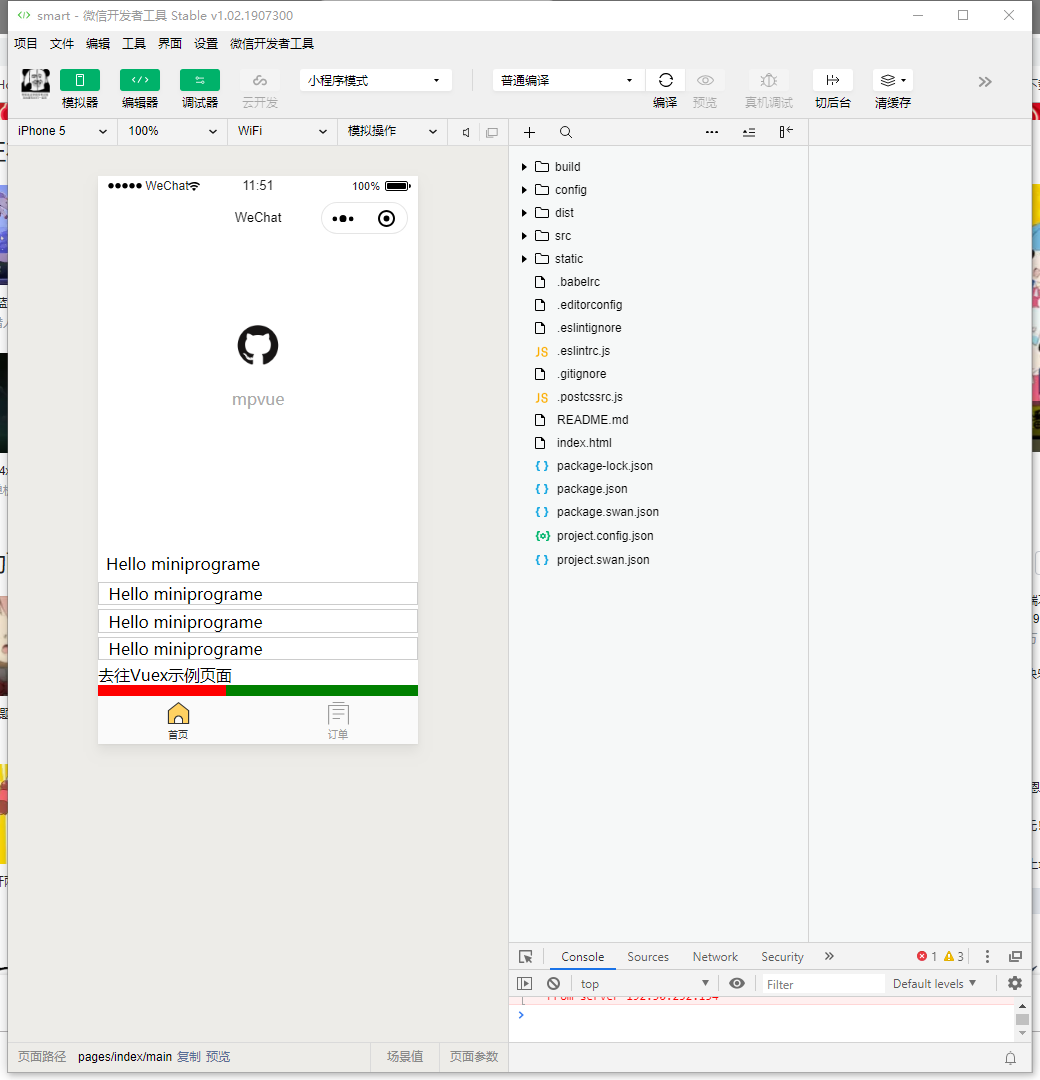 smart - 微信开发者工具 Stable v1.02.1907300
项目 文件 编辑 工具 界面 设置 微信开发者工具
模拟器 编辑器 调试器 云开发
小程序模式
普通编译
编译 预览 真机调试 切后台 清缓存
iPhone 5 100% WiFi 模拟操作
WeChat 11:51 100%
WeChat
mpvue
Hello miniprograme
Hello miniprograme
Hello miniprograme
Hello miniprograme
去往Vuex示例页面
首页 订单
build
config
dist
src
static
.babelrc
.editorconfig
.eslintignore
JS .eslintrc.js
.gitignore
JS .postcssrc.js
README.md
index.html
package-lock.json
package.json
package.swan.json
project.config.json
project.swan.json
Console Sources Network Security 1 3
top Filter Default levels
页面路径 pages/index/main 复制 预览 场景值 页面参数